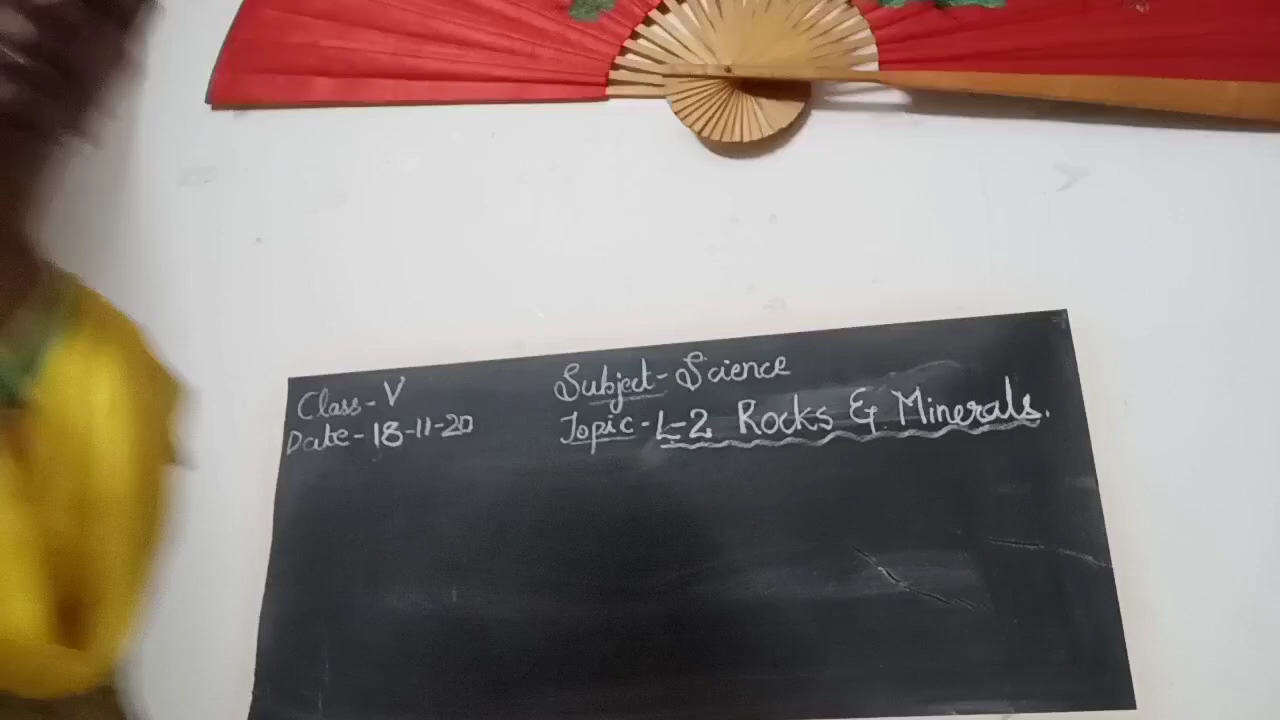 Class-V
Date-18-11-20
Subject-Science
Topic-L-2 Rocks & Minerals.